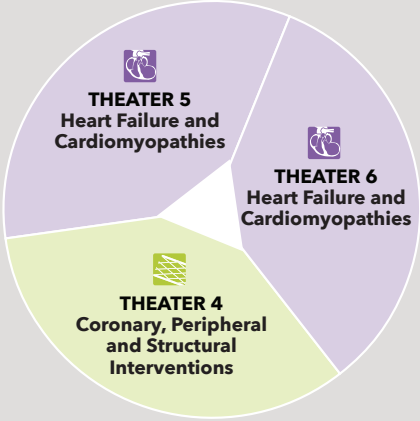 THEATER 5
Heart Failure and
Cardiomyopathies
THEATER 6
Heart Failure and
Cardiomyopathies
THEATER 4
Coronary, Peripheral
and Structural
Interventions